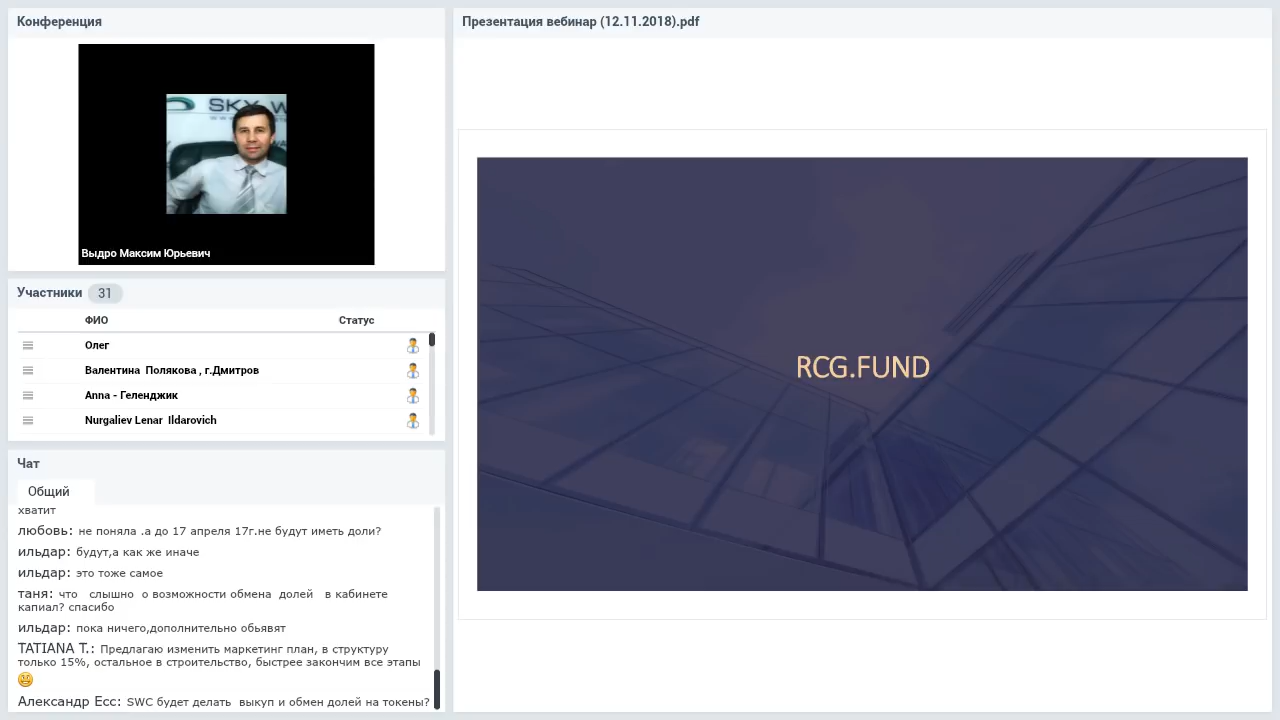 Конференция
SKY W
Выдро Максим Юрьевич
Участники 31
ФИО Статус
Олег
Валентина Полякова , г.Дмитров
Anna - Геленджик
Nurgaliev Lenar Ildarovich
Чат
Общий
хватит
любовь: не поняла .а до 17 апреля 17г.не будут иметь доли?
ильдар: будут,а как же иначе
ильдар: это тоже самое
таня: что слышно о возможности обмена долей в кабинете
капиал? спасибо
ильдар: пока ничего,дополнительно обьявят
TATIANA T.: Предлагаю изменить маркетинг план, в структуру
только 15%, остальное в строительство, быстрее закончим все этапы
Александр Есс: SWC будет делать выкуп и обмен долей на токены?
Презентация вебинар (12.11.2018).pdf
RCG.FUND